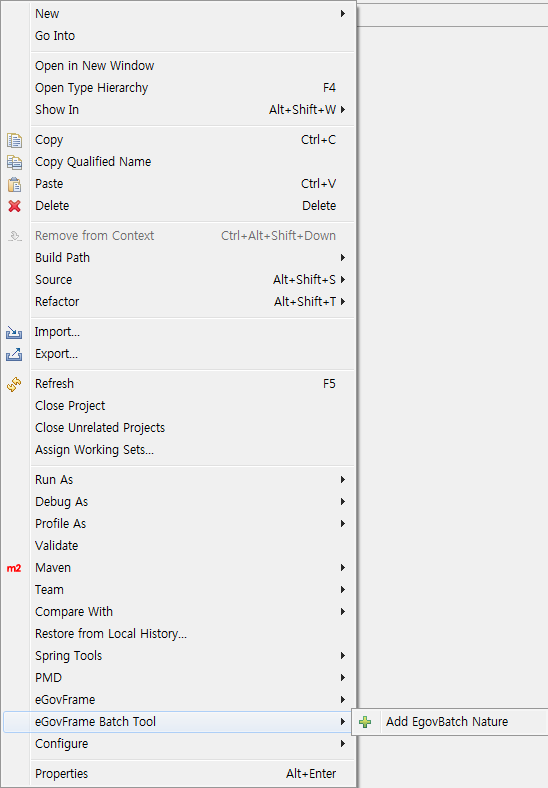 New
Go Into
Open in New Window
Open Type Hierarchy F4
Show In Alt+Shift+W
Copy Ctrl+C
Copy Qualified Name
Paste Ctrl+V
Delete Delete
Remove from Context Ctrl+Alt+Shift+Down
Build Path
Source Alt+Shift+S
Refactor Alt+Shift+T
Import...
Export...
Refresh F5
Close Project
Close Unrelated Projects
Assign Working Sets...
Run As
Debug As
Profile As
Validate
m2 Maven
Team
Compare With
Restore from Local History...
Spring Tools
PMD
eGovFrame
eGovFrame Batch Tool Add EgovBatch Nature
Configure
Properties Alt+Enter